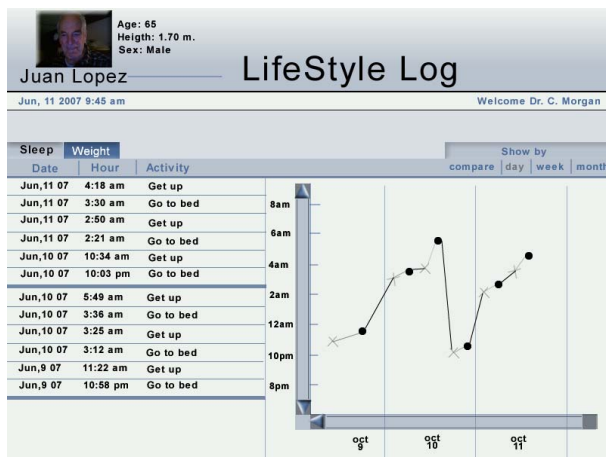 Age: 65
Heigth: 1.70 m.
Sex: Male
Juan Lopez
LifeStyle Log
Jun, 11 2007 9:45 am
Welcome Dr. C. Morgan
Sleep Weight
Show by
Date Hour Activity
compare day week month
Jun,11 07 4:18 am Get up
Jun,11 07 3:30 am Go to bed
Jun,11 07 2:50 am Get up
Jun,11 07 2:21 am Go to bed
Jun,10 07 10:34 am Get up
Jun,10 07 10:03 pm Go to bed
Jun,10 07 5:49 am Get up
Jun,10 07 3:36 am Go to bed
Jun,10 07 3:25 am Get up
Jun,10 07 3:12 am Go to bed
Jun,9 07 11:22 am Get up
Jun,9 07 10:58 pm Go to bed
8am
6am
4am
2am
12am
10pm
8pm
oct 9
oct 10
oct 11